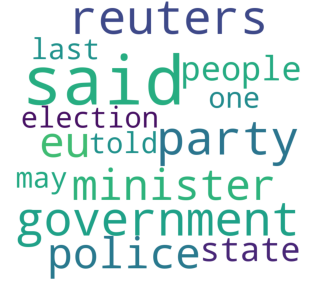 reuters
last
said people
one
election
eu told party
may minister
government
police state